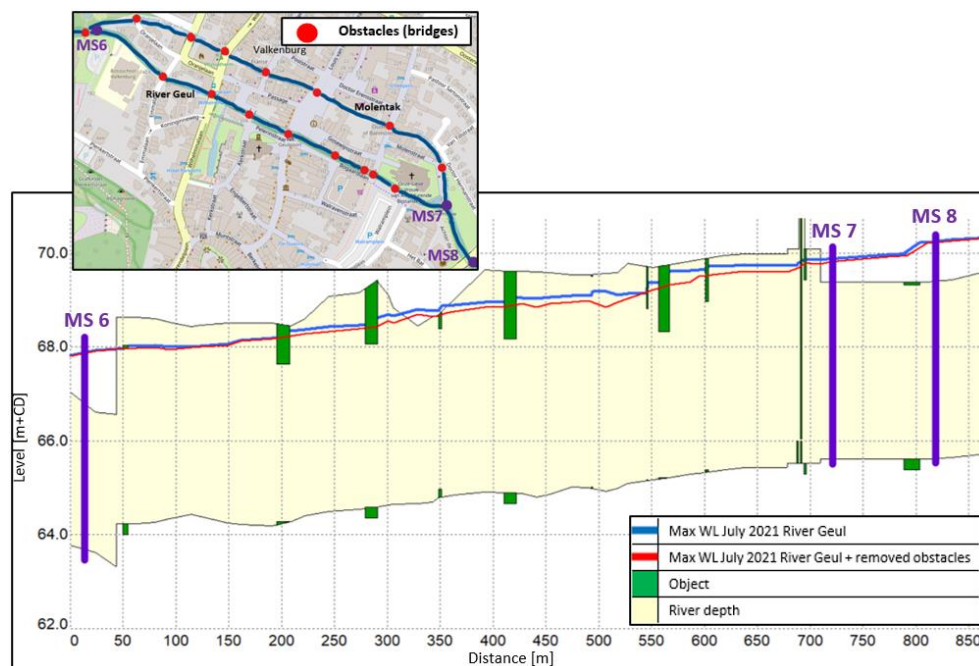 Obstacles (bridges)
MS6
Valkenburg
River Geul
Molentak
MS7
MS8
Level [m+CD]
70.0
68.0
66.0
64.0
62.0
MS 6
MS 7
MS 8
0
50
100
150
200
250
300
350
400
450
500
550
600
650
700
750
800
850
Distance [m]
Max WL July 2021 River Geul
Max WL July 2021 River Geul + removed obstacles
Object
River depth